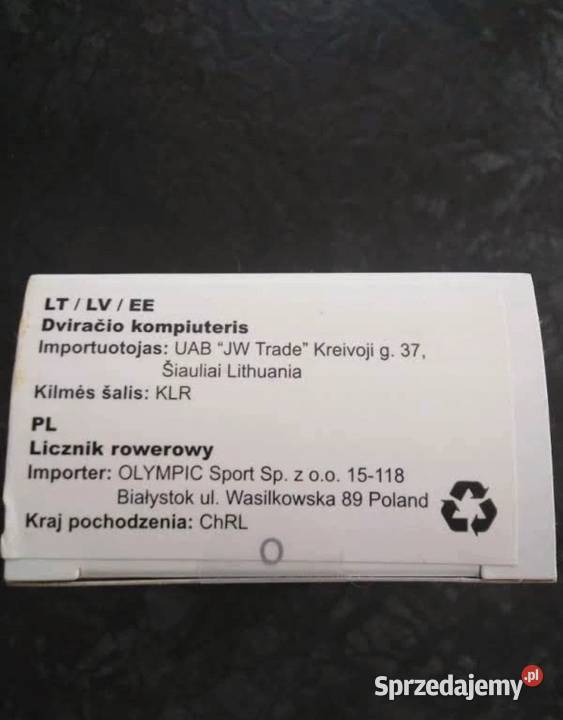 LT / LV / EE
Dviračio kompiuteris
Importuotojas: UAB “JW Trade” Kreivoji g. 37,
Šiauliai Lithuania
Kilmės šalis: KLR
PL
Licznik rowerowy
Importer: OLYMPIC Sport Sp. z o.o. 15-118
Białystok ul. Wasilkowska 89 Poland
Kraj pochodzenia: ChRL
O
Sprzedajemy.pl